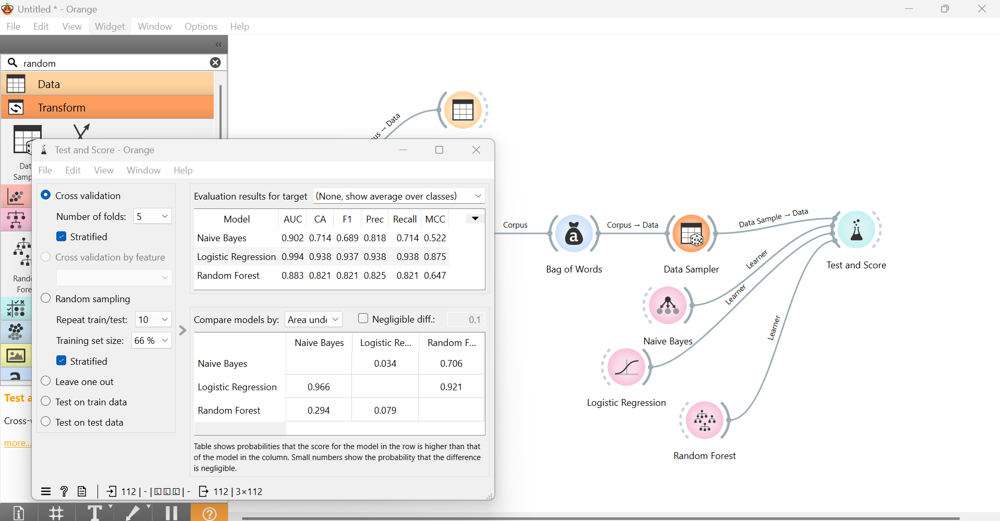 Untitled * - Orange
File Edit View Widget Window Options Help
random
Data
Transform
Test and Score - Orange
File Edit View Window Help
Cross validation
Number of folds: 5
Stratified
Cross validation by feature
Random sampling
Repeat train/test: 10
Training set size: 66 %
Stratified
Leave one out
Test on train data
Test on test data
Evaluation results for target (None, show average over classes)
Model AUC CA F1 Prec Recall MCC
Naive Bayes 0.902 0.714 0.689 0.818 0.714 0.522
Logistic Regression 0.994 0.938 0.937 0.938 0.938 0.875
Random Forest 0.883 0.821 0.821 0.825 0.821 0.647
Compare models by: Area unde Negligible diff.: 0.1
Naive Bayes Logistic Re... Random F...
Naive Bayes 0.034 0.706
Logistic Regression 0.966 0.921
Random Forest 0.294 0.079
Table shows probabilities that the score for the model in the row is higher than that
of the model in the column. Small numbers show the probability that the difference
is negligible.
112 | - | | - 112 | 3×112
Test a
Cross-v
more...
→ Data
Corpus
Bag of Words
Corpus → Data
Data Sampler
Data Sample → Data
Test and Score
Learner
Learner
Learner
Naive Bayes
Logistic Regression
Random Forest